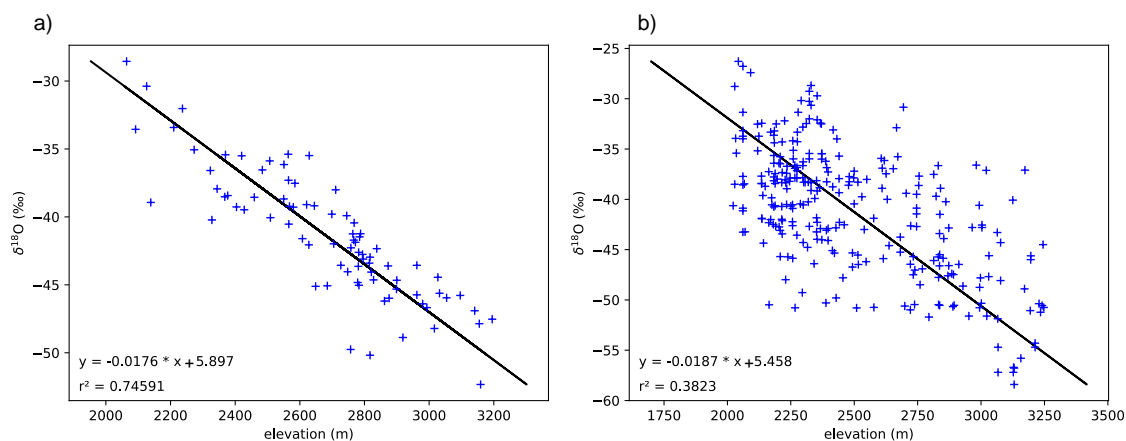 a)
−30
−35
−40
−45
−50
δ¹⁸O (‰)
y = -0.0176 * x+5.897
r² = 0.74591
2000 2200 2400 2600 2800 3000 3200
elevation (m)
b)
−25
−30
−35
−40
−45
−50
−55
−60
δ¹⁸O (‰)
y = -0.0187 * x+5.458
r² = 0.3823
1750 2000 2250 2500 2750 3000 3250 3500
elevation (m)